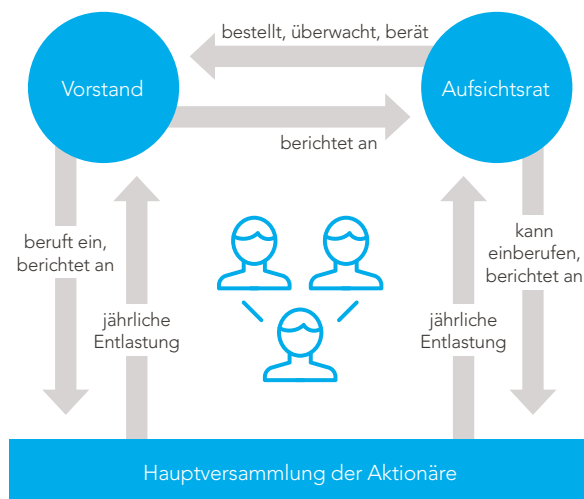 bestellt, überwacht, berät
Vorstand
Aufsichtsrat
berichtet an
beruft ein,
berichtet an
kann
einberufen,
berichtet an
jährliche
Entlastung
jährliche
Entlastung
Hauptversammlung der Aktionäre